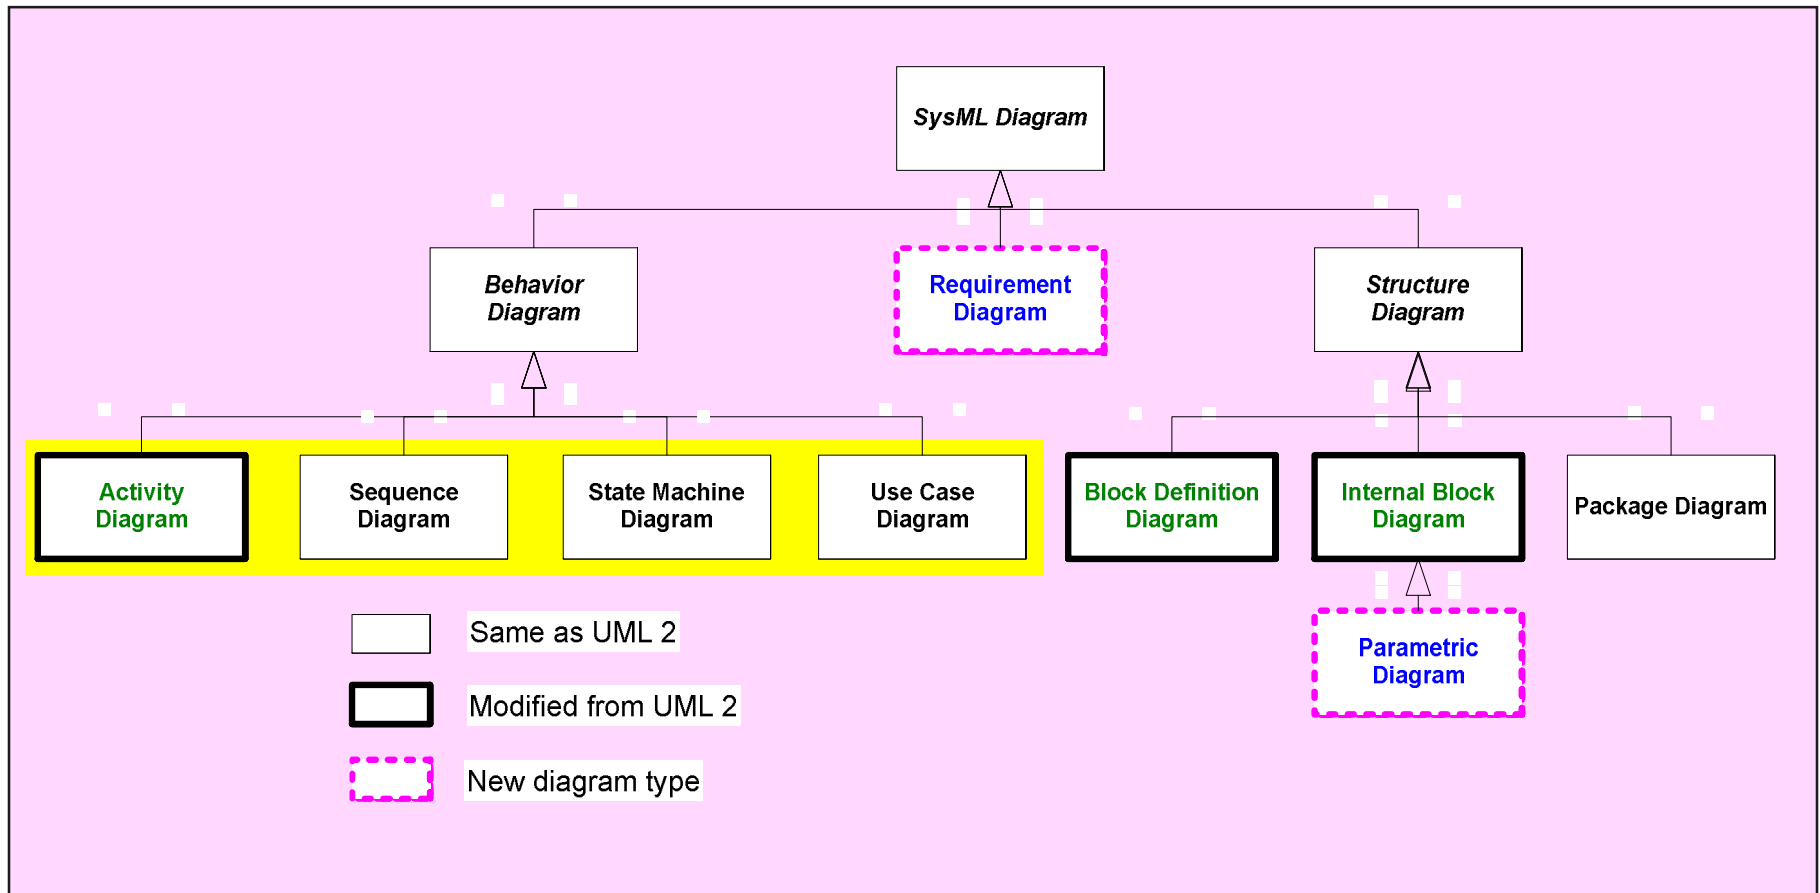 SysML Diagram
Behavior
Diagram
Requirement
Diagram
Structure
Diagram
Activity
Diagram
Sequence
Diagram
State Machine
Diagram
Use Case
Diagram
Block Definition
Diagram
Internal Block
Diagram
Package Diagram
Parametric
Diagram
Same as UML 2
Modified from UML 2
New diagram type